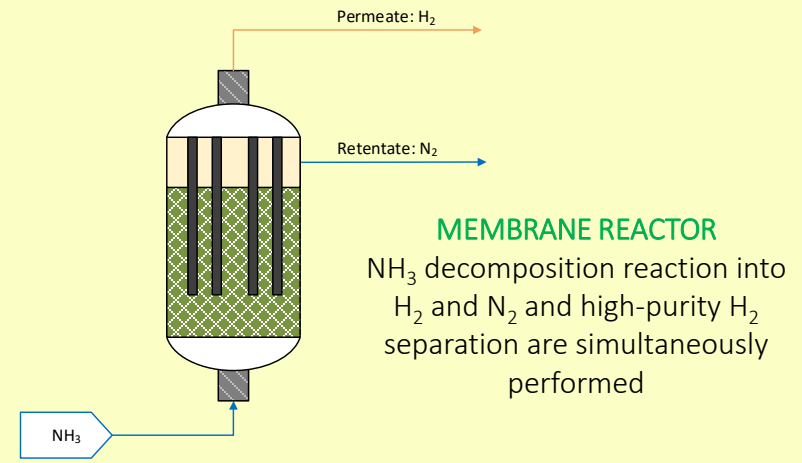 Permeate: H₂
Retentate: N₂
MEMBRANE REACTOR
NH₃ decomposition reaction into
H₂ and N₂ and high-purity H₂
separation are simultaneously
performed
NH₃